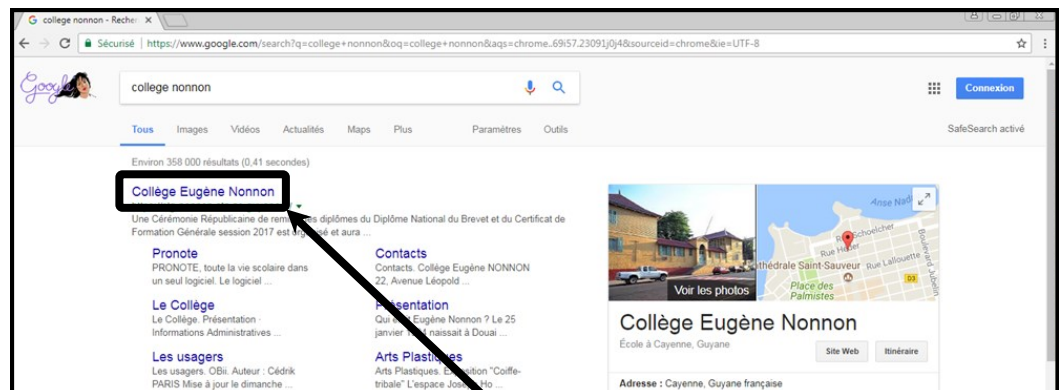 college nonnon - Recher
Sécurisé | https://www.google.com/search?q=college+nonnon&oq=college+nonnon&aqs=chrome..69i57.23091j0j4&sourceid=chrome&ie=UTF-8
Google
college nonnon
Connexion
Tous Images Vidéos Actualités Maps Plus Paramètres Outils
SafeSearch activé
Environ 358 000 résultats (0,41 secondes)
Collège Eugène Nonnon
Une Cérémonie Républicaine de diplômes du Diplôme National du Brevet et du Certificat de
Formation Générale session 2017 est et aura ...
Pronote
PRONOTE, toute la vie scolaire dans
un seul logiciel. Le logiciel ...
Contacts
Contacts. Collège Eugène NONNON
22, Avenue Léopold ...
Le Collège
Le Collège. Présentation ·
Informations Administratives ...
Présentation
Eugène Nonnon ? Le 25
janvier naissait à Douai ...
Les usagers
Les usagers. OBii. Auteur : Cédrik
PARIS Mise à jour le dimanche ...
Arts Plastiques
Arts Plastiques. "Coiffe-
tribale" L'espace Ho ...
Voir les photos
Anse
Schoelcher
Rue
thédrale Saint-Sauveur
Rue Lallouette
Boulevard Jubelin
D3
Place des
Palmistes
Collège Eugène Nonnon
École à Cayenne, Guyane
Site Web Itinéraire
Adresse : Cayenne, Guyane française